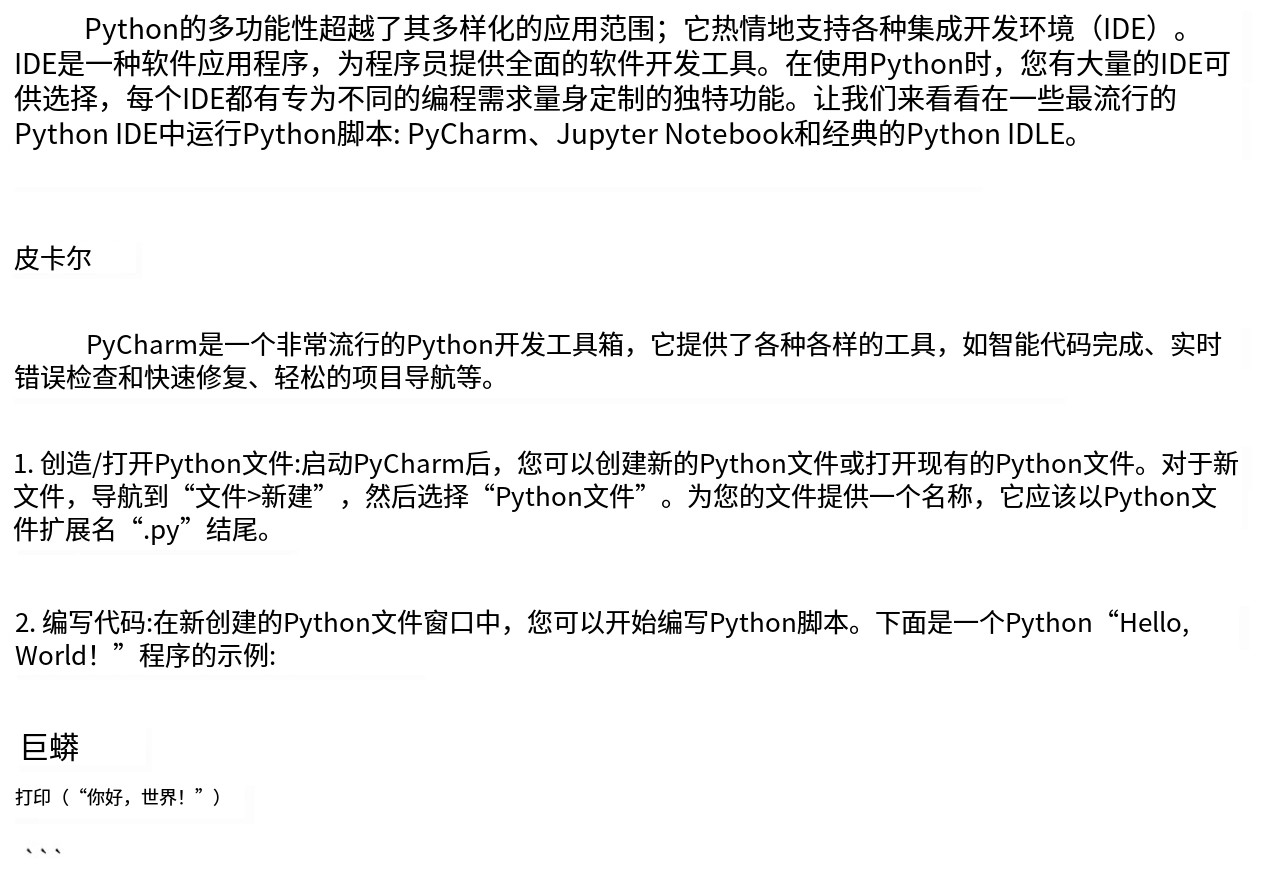 Python的多功能性超越了其多样化的应用范围；它热情地支持各种集成开发环境（IDE）。
IDE是一种软件应用程序，为程序员提供全面的软件开发工具。在使用Python时，您有大量的IDE可
供选择，每个IDE都有专为不同的编程需求量身定制的独特功能。让我们来看看在一些最流行的
Python IDE中运行Python脚本: PyCharm、Jupyter Notebook和经典的Python IDLE。
皮卡尔
PyCharm是一个非常流行的Python开发工具箱，它提供了各种各样的工具，如智能代码完成、实时
错误检查和快速修复、轻松的项目导航等。
1. 创造/打开Python文件:启动PyCharm后，您可以创建新的Python文件或打开现有的Python文件。对于新
文件，导航到“文件>新建”，然后选择“Python文件”。为您的文件提供一个名称，它应该以Python文
件扩展名“.py”结尾。
2. 编写代码:在新创建的Python文件窗口中，您可以开始编写Python脚本。下面是一个Python“Hello,
World！”程序的示例:
巨蟒
打印（“你好，世界！”）
```